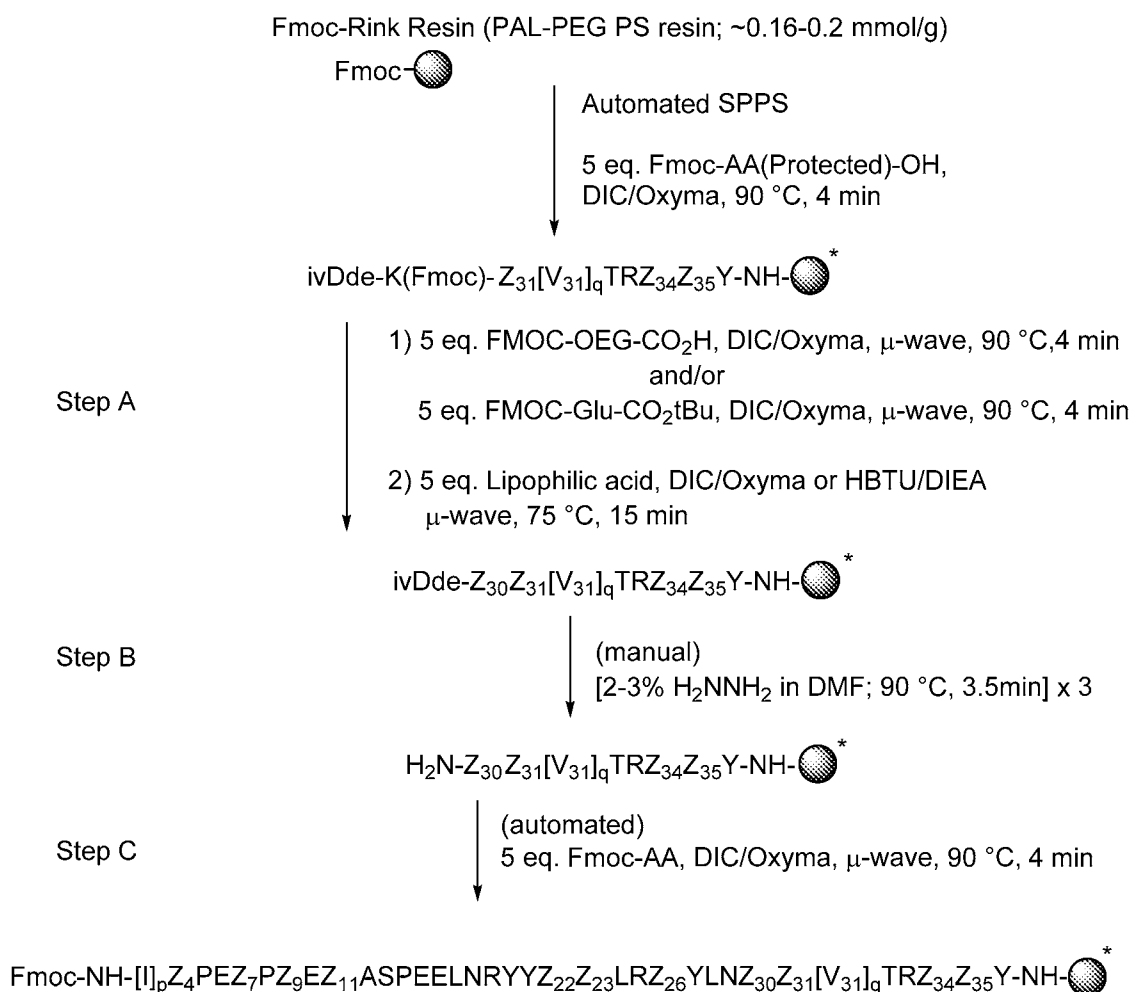 Fmoc-Rink Resin (PAL-PEG PS resin; ~0.16-0.2 mmol/g)
Fmoc-
Automated SPPS
5 eq. Fmoc-AA(Protected)-OH,
DIC/Oxyma, 90 °C, 4 min
ivDde-K(Fmoc)-Z₃₁[V₃₁]qTRZ₃₄Z₃₅Y-NH-*
Step A
1) 5 eq. FMOC-OEG-CO₂H, DIC/Oxyma, μ-wave, 90 °C,4 min
and/or
5 eq. FMOC-Glu-CO₂tBu, DIC/Oxyma, μ-wave, 90 °C, 4 min
2) 5 eq. Lipophilic acid, DIC/Oxyma or HBTU/DIEA
μ-wave, 75 °C, 15 min
ivDde-Z₃₀Z₃₁[V₃₁]qTRZ₃₄Z₃₅Y-NH-*
Step B
(manual)
[2-3% H₂NNH₂ in DMF; 90 °C, 3.5min] x 3
H₂N-Z₃₀Z₃₁[V₃₁]qTRZ₃₄Z₃₅Y-NH-*
Step C
(automated)
5 eq. Fmoc-AA, DIC/Oxyma, μ-wave, 90 °C, 4 min
Fmoc-NH-[I]pZ₄PEZ₇PZ₉EZ₁₁ASPEELNRYYZ₂₂Z₂₃LRZ₂₆YLNZ₃₀Z₃₁[V₃₁]qTRZ₃₄Z₃₅Y-NH-*